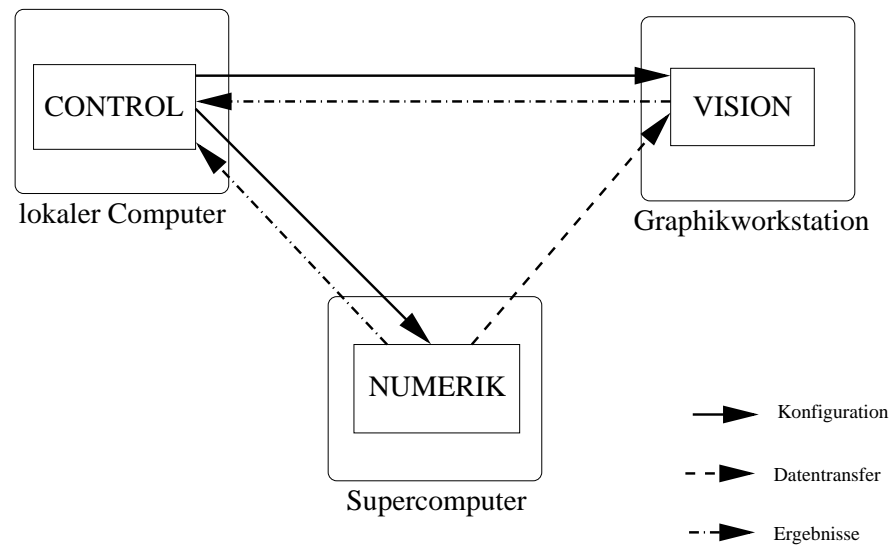 CONTROL
VISION
lokaler Computer
Graphikworkstation
NUMERIK
Supercomputer
Konfiguration
Datentransfer
Ergebnisse